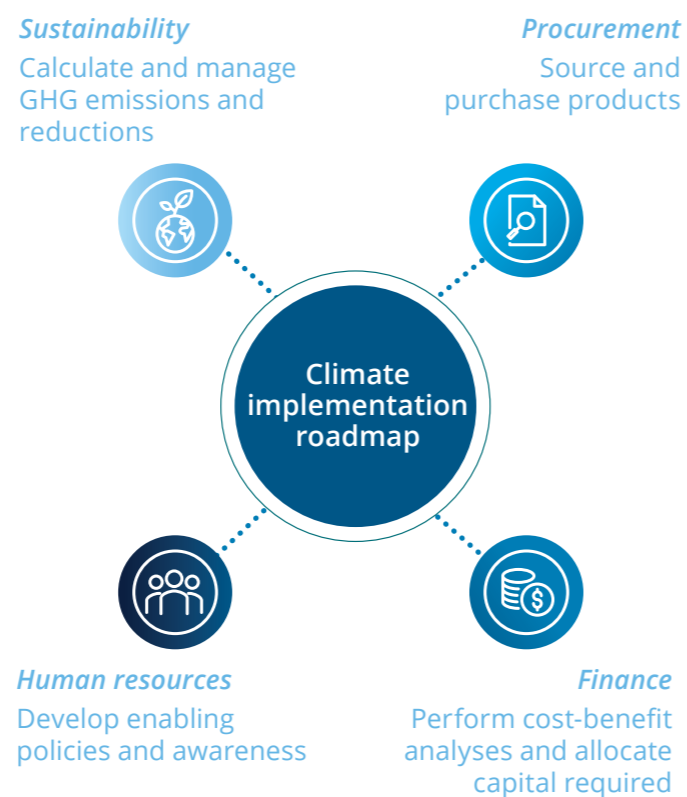 Sustainability
Calculate and manage
GHG emissions and
reductions
Procurement
Source and
purchase products
Climate
implementation
roadmap
$
Human resources
Develop enabling
policies and awareness
Finance
Perform cost-benefit
analyses and allocate
capital required